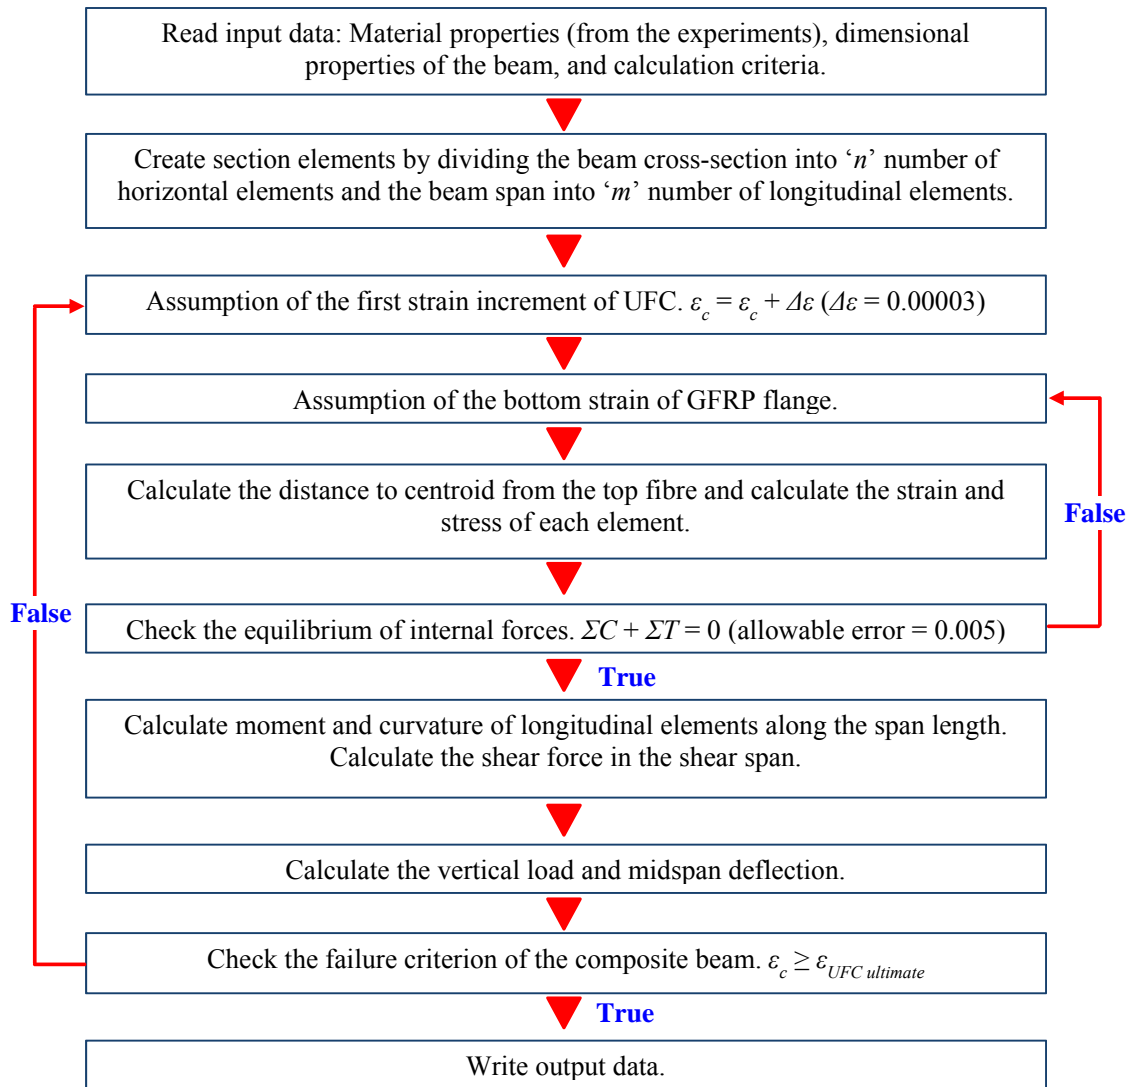 Read input data: Material properties (from the experiments), dimensional
properties of the beam, and calculation criteria.
Create section elements by dividing the beam cross-section into ‘n’ number of
horizontal elements and the beam span into ‘m’ number of longitudinal elements.
Assumption of the first strain increment of UFC. εc = εc + Δε (Δε = 0.00003)
Assumption of the bottom strain of GFRP flange.
Calculate the distance to centroid from the top fibre and calculate the strain and
stress of each element.
False
False
Check the equilibrium of internal forces. ΣC + ΣT = 0 (allowable error = 0.005)
True
Calculate moment and curvature of longitudinal elements along the span length.
Calculate the shear force in the shear span.
Calculate the vertical load and midspan deflection.
Check the failure criterion of the composite beam. εc ≥ εUFC ultimate
True
Write output data.